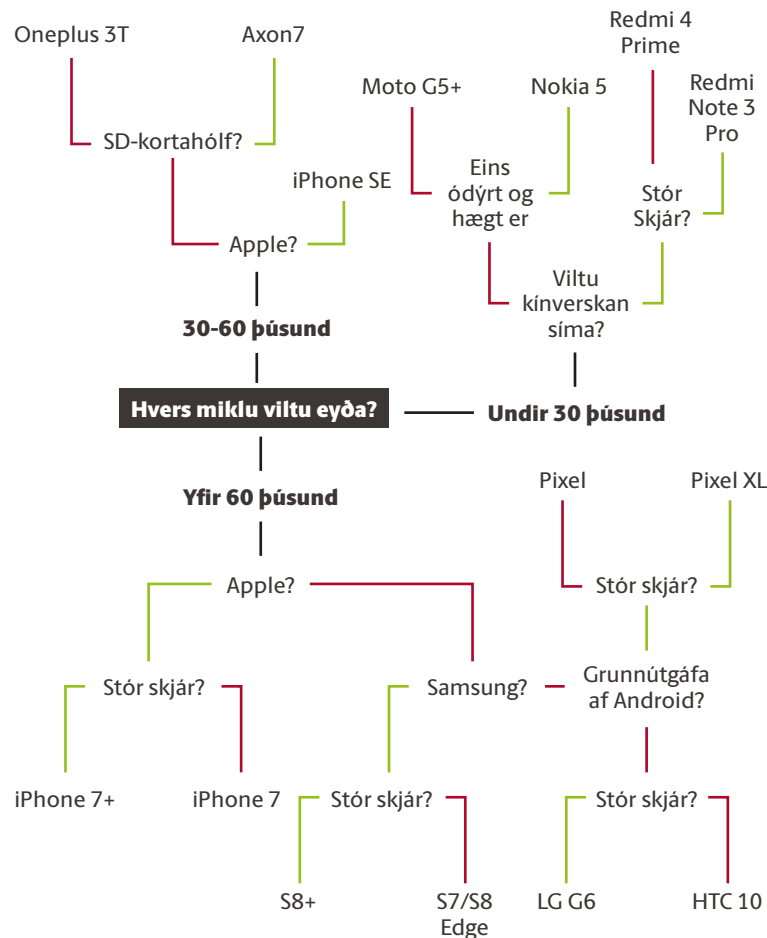 Oneplus 3T
Axon7
Redmi 4
Prime
Moto G5+
Nokia 5
Redmi
Note 3
Pro
SD-kortahólf?
iPhone SE
Eins
ódýrt og
hægt er
Stór
Skjár?
Apple?
Viltu
kínverskan
síma?
30-60 þúsund
Hvers miklu viltu eyða?
Undir 30 þúsund
Yfir 60 þúsund
Pixel
Pixel XL
Apple?
Stór skjár?
Stór skjár?
Samsung?
Grunnútgáfa
af Android?
iPhone 7+
iPhone 7
Stór skjár?
Stór skjár?
S8+
S7/S8
Edge
LG G6
HTC 10